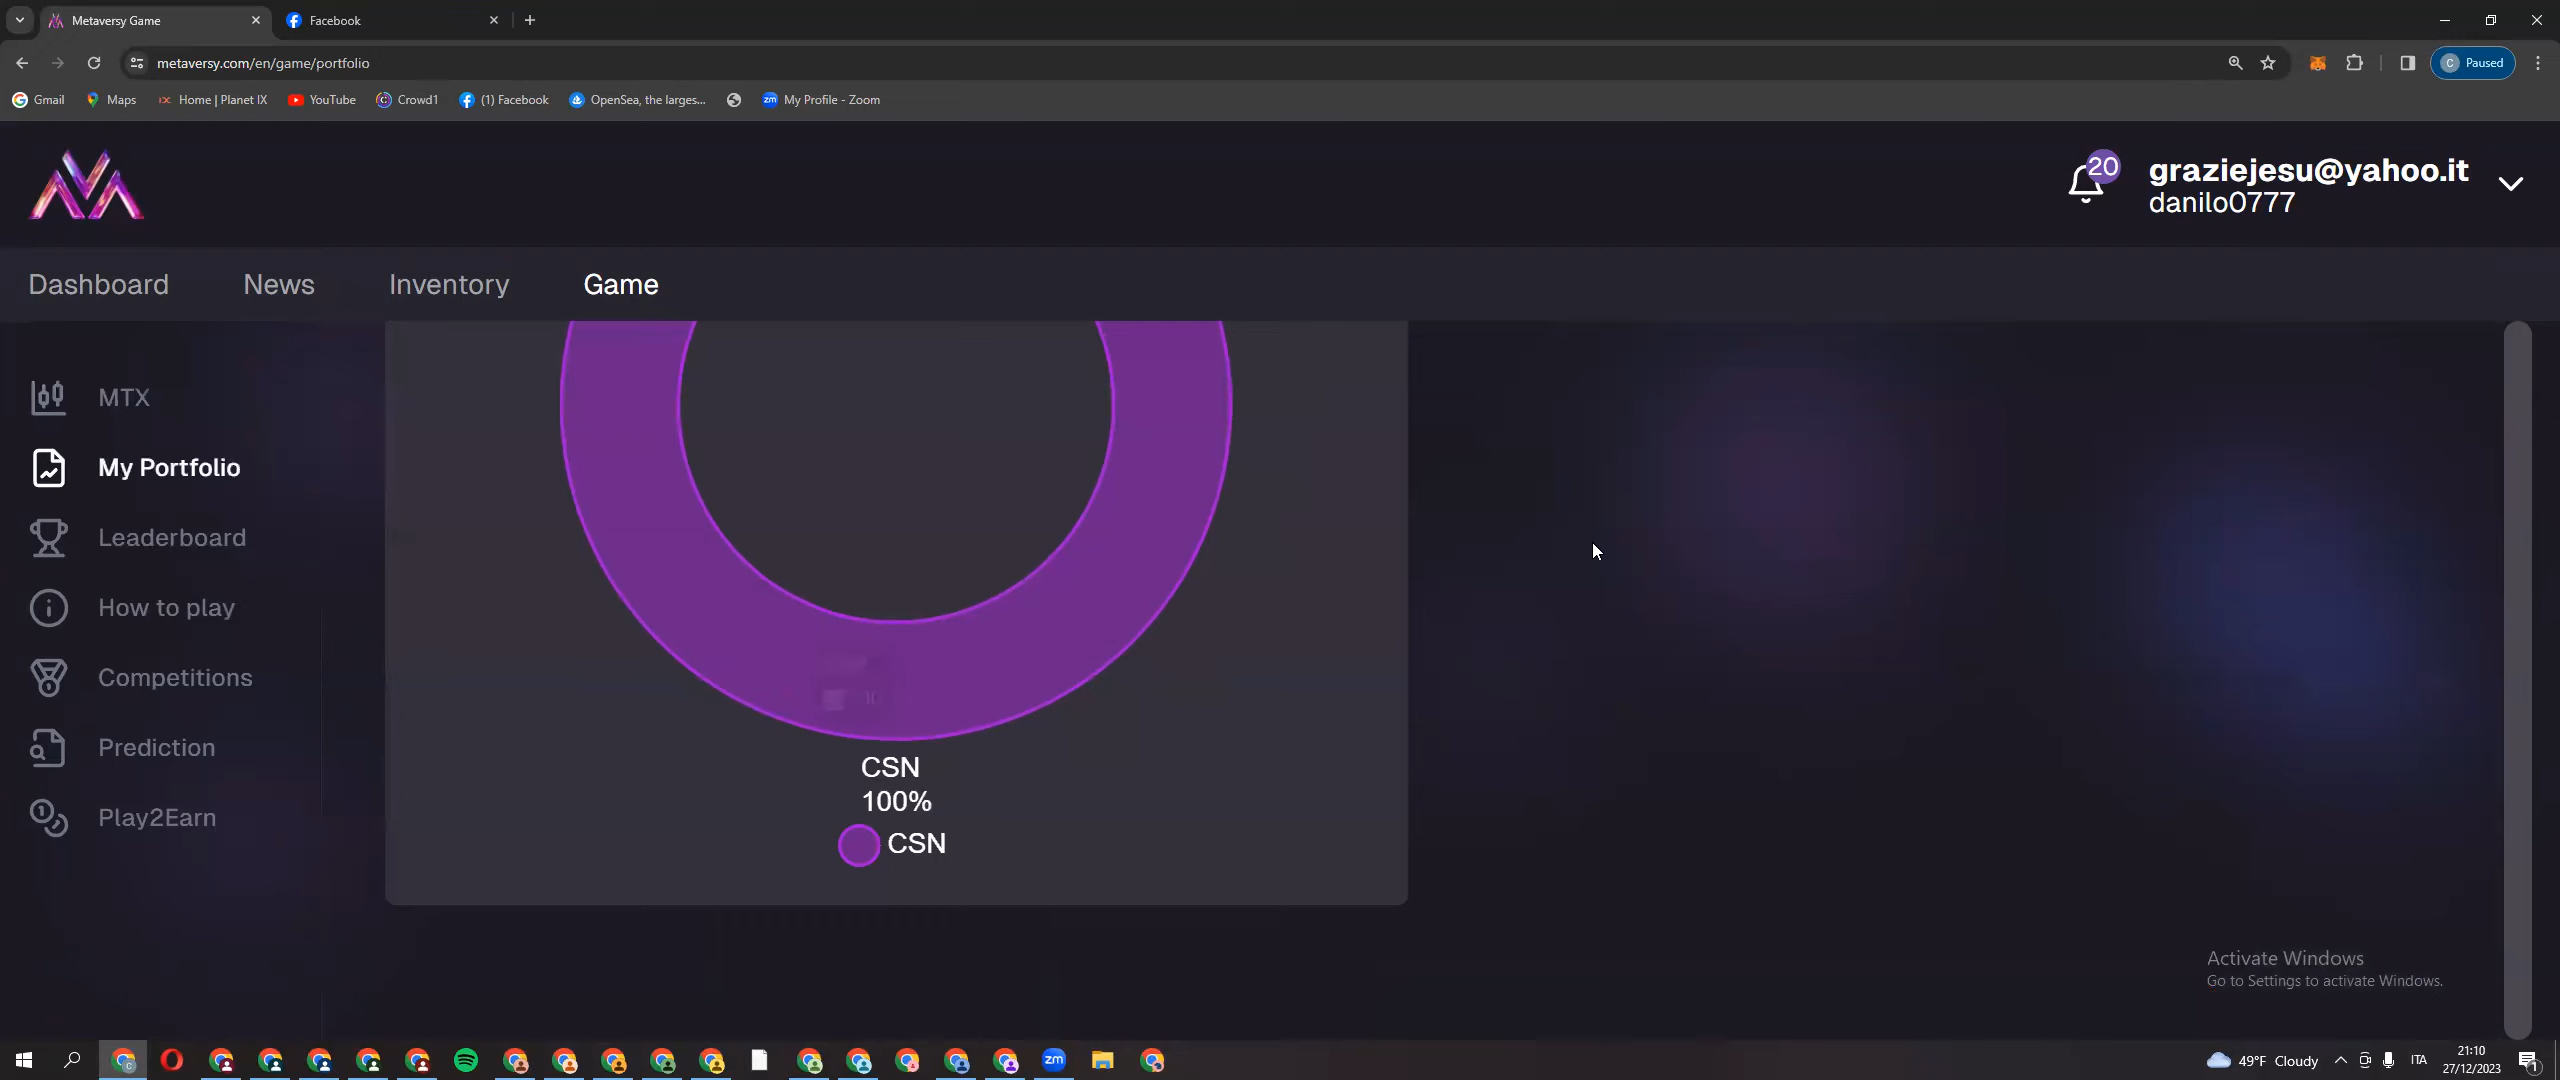 Metaversy Game
Facebook
metaversy.com/en/game/portfolio
C Paused
Gmail
Maps
Home | Planet IX
YouTube
Crowd1
(1) Facebook
OpenSea, the larges...
zm
My Profile - Zoom
20
graziejesu@yahoo.it
danilo0777
Dashboard
News
Inventory
Game
MTX
My Portfolio
Leaderboard
How to play
Competitions
Prediction
Play2Earn
CSN
100%
CSN
Activate Windows
Go to Settings to activate Windows.
zm
49°F Cloudy
ITA
21:10
27/12/2023
1